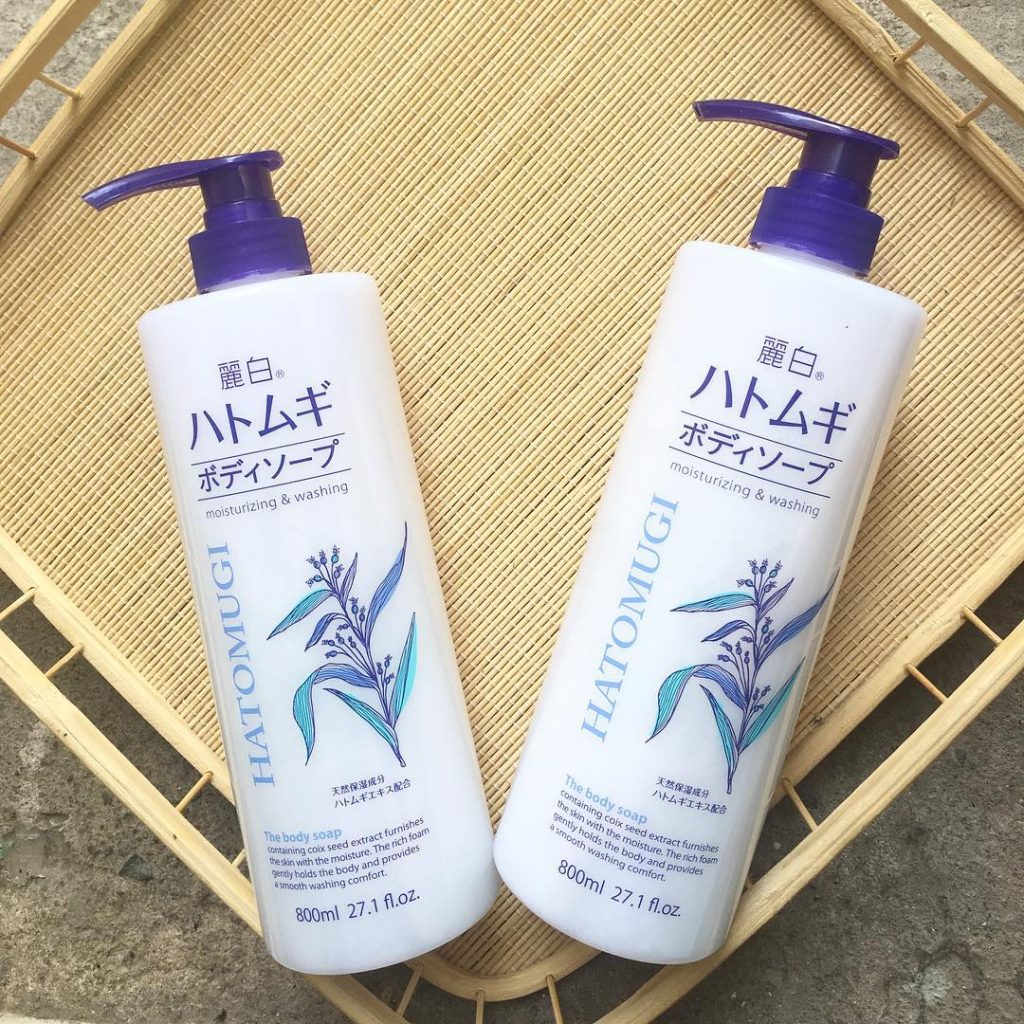 麗白®
ハトムギ
ボディソープ
moisturizing & washing
HATOMUGI
天然保湿成分
ハトムギエキス配合
The body soap
containing coix seed extract furnishes
the skin with the moisture. The rich foam
gently holds the body and provides
a smooth washing comfort.
800ml 27.1 fl.oz.
麗白®
ハトムギ
ボディソープ
moisturizing & washing
HATOMUGI
天然保湿成分
ハトムギエキス配合
The body soap
containing coix seed extract furnishes
the skin with the moisture. The rich foam
gently holds the body and provides
a smooth washing comfort.
800ml 27.1 fl.oz.